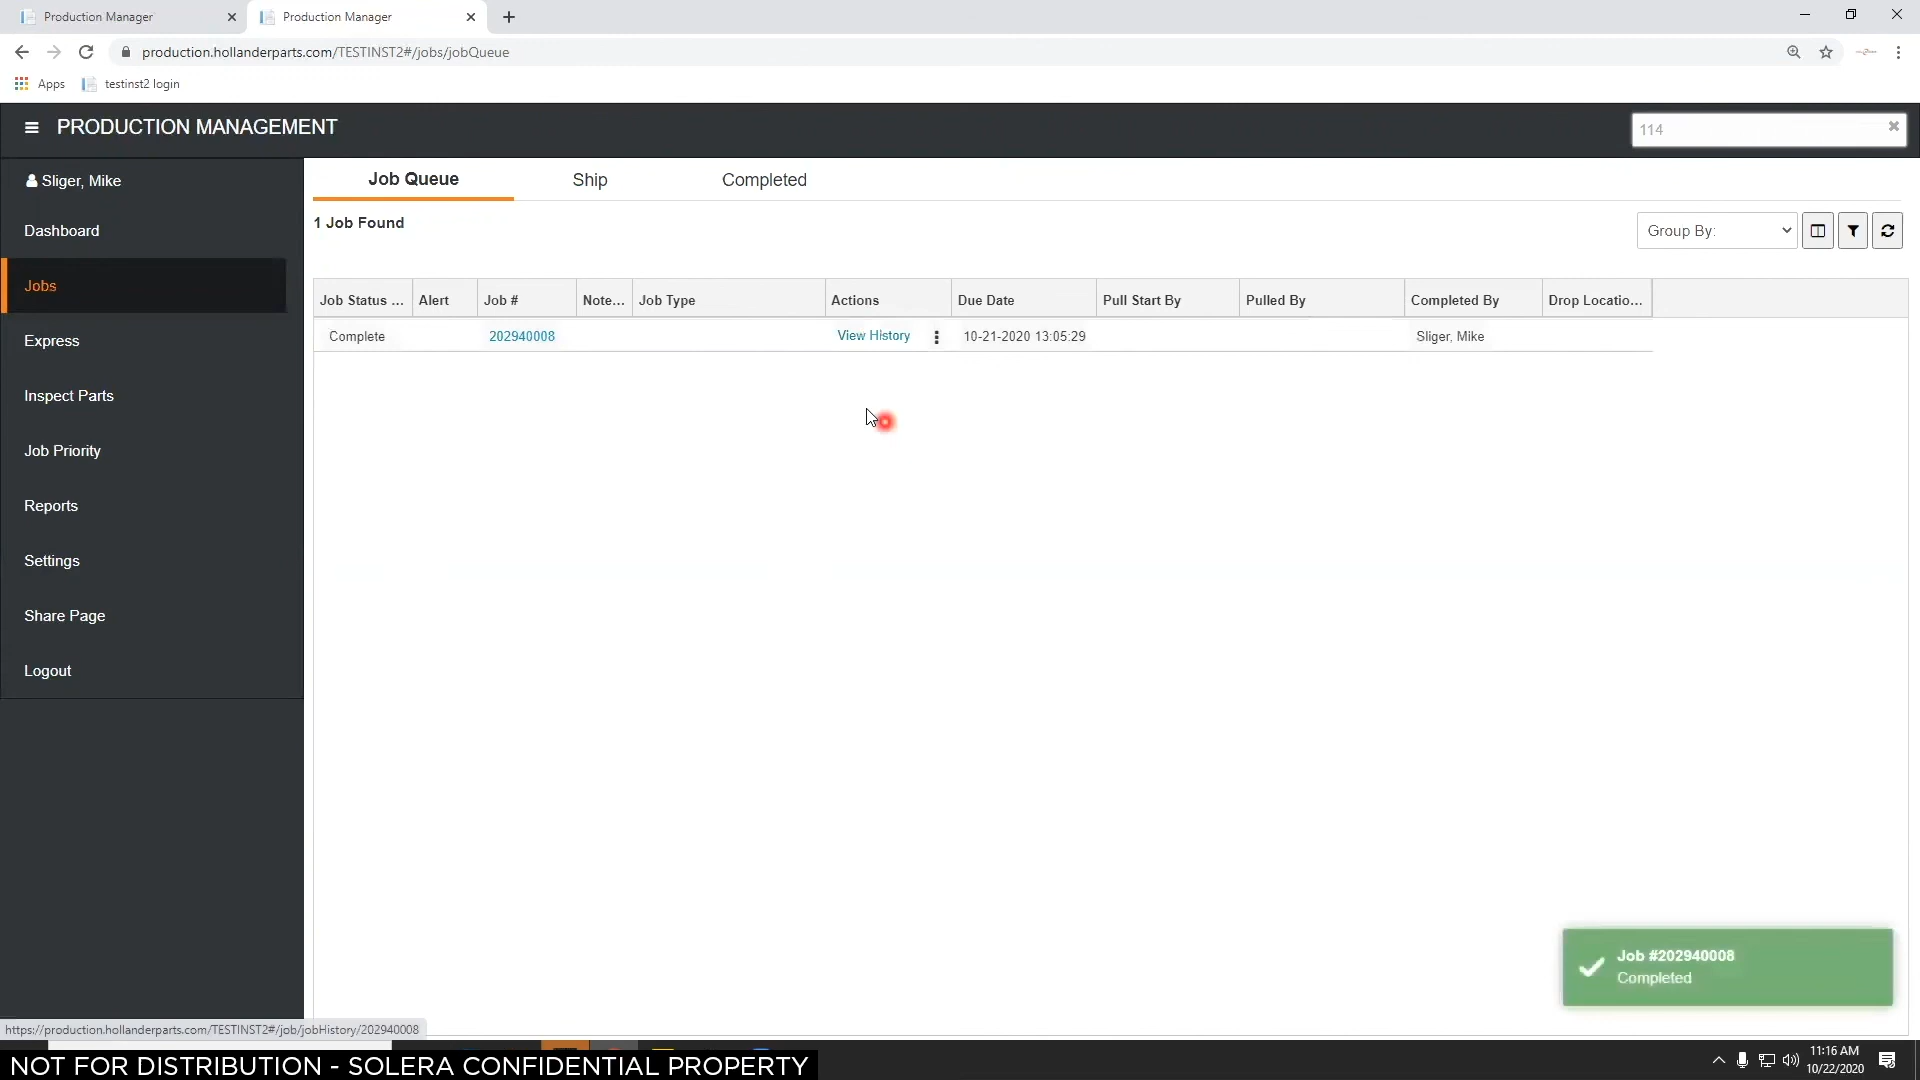 Production Manager
Production Manager
production.hollanderparts.com/TESTINST2#/jobs/jobQueue
Apps
testinst2 login
PRODUCTION MANAGEMENT
114
Sliger, Mike
Dashboard
Jobs
Express
Inspect Parts
Job Priority
Reports
Settings
Share Page
Logout
Job Queue Ship Completed
1 Job Found
Group By:
Job Status ... Alert Job # Note... Job Type Actions Due Date Pull Start By Pulled By Completed By Drop Locatio...
Complete 202940008 View History 10-21-2020 13:05:29 Sliger, Mike
Job #202940008
Completed
https://production.hollanderparts.com/TESTINST2#/job/jobHistory/202940008
NOT FOR DISTRIBUTION - SOLERA CONFIDENTIAL PROPERTY
11:16 AM
10/22/2020